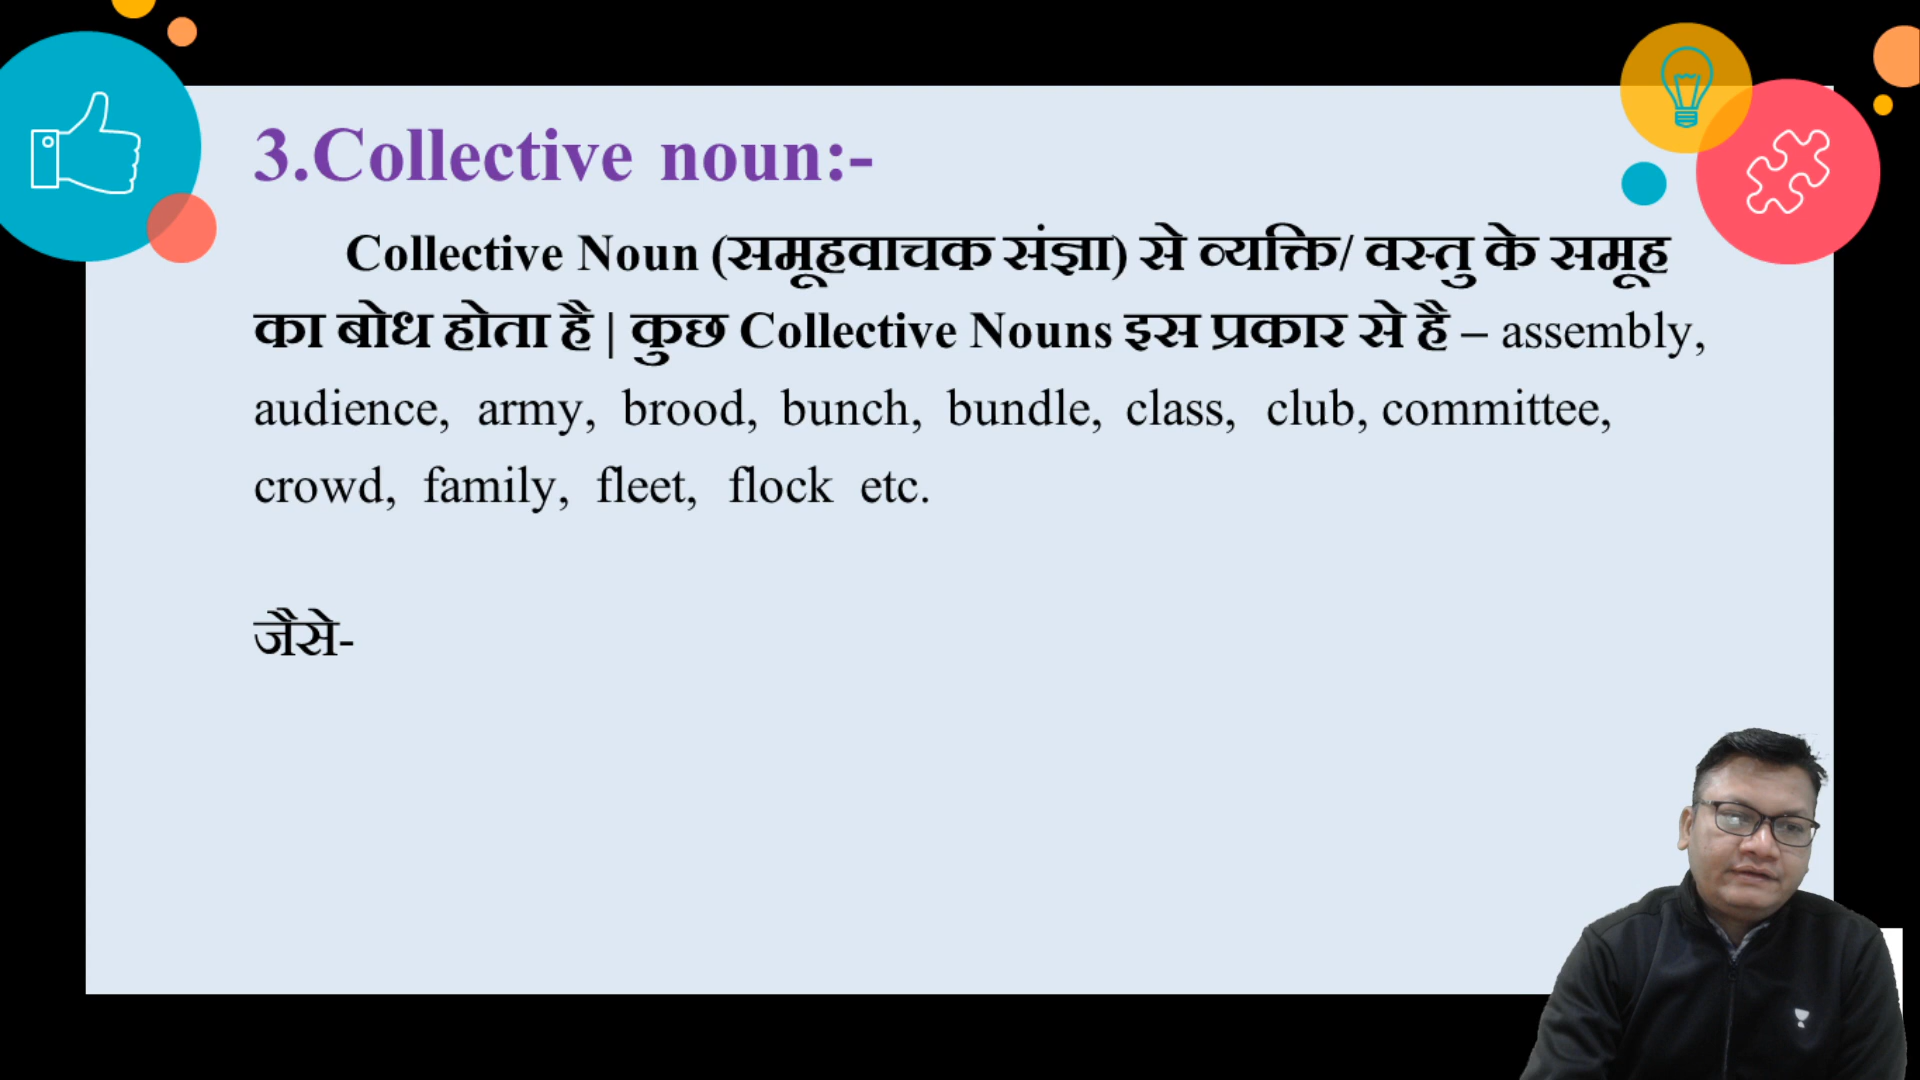 3.Collective noun:-
Collective Noun (समूहवाचक संज्ञा) से व्यक्ति/ वस्तु के समूह
का बोध होता है | कुछ Collective Nouns इस प्रकार से है – assembly,
audience, army, brood, bunch, bundle, class, club, committee,
crowd, family, fleet, flock etc.
जैसे-